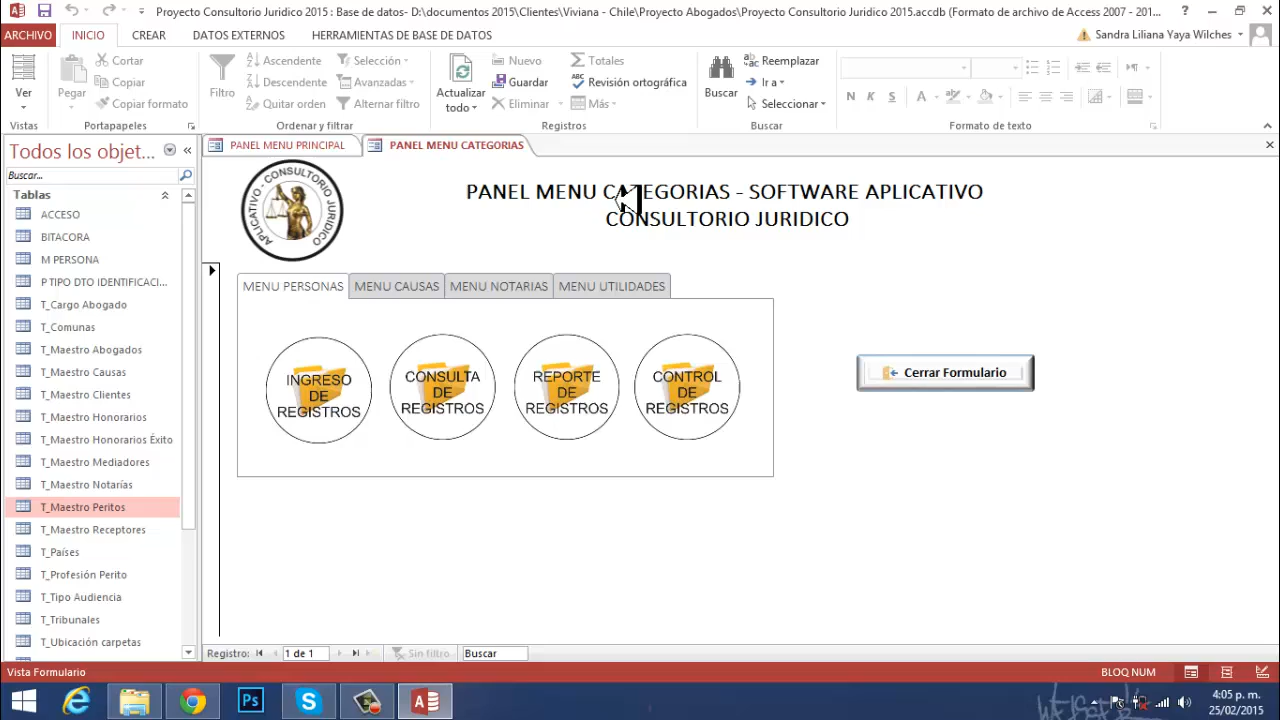 Proyecto Consultorio Juridico 2015 : Base de datos- D:\documentos 2015\Clientes\Viviana - Chile\Proyecto Abogados\Proyecto Consultorio Juridico 2015.accdb (Formato de archivo de Access 2007 - 201...
ARCHIVO INICIO CREAR DATOS EXTERNOS HERRAMIENTAS DE BASE DE DATOS Sandra Liliana Yaya Wilches
Ver
Vistas
Pegar
Cortar
Copiar
Copiar formato
Portapapeles
Filtro
Ascendente
Descendente
Quitar orden
Selección
Avanzadas
Alternar filtro
Ordenar y filtrar
Actualizar
todo
Nuevo
Guardar
Eliminar
Totales
Revisión ortográfica
Más
Registros
Buscar
Reemplazar
Ir a
Seleccionar
Buscar
N K S A
Formato de texto
Todos los objet...
Buscar...
Tablas
ACCESO
BITACORA
M PERSONA
P TIPO DTO IDENTIFICACI...
T_Cargo Abogado
T_Comunas
T_Maestro Abogados
T_Maestro Causas
T_Maestro Clientes
T_Maestro Honorarios
T_Maestro Honorarios Éxito
T_Maestro Mediadores
T_Maestro Notarías
T_Maestro Peritos
T_Maestro Receptores
T_Países
T_Profesión Perito
T_Tipo Audiencia
T_Tribunales
T_Ubicación carpetas
PANEL MENU PRINCIPAL PANEL MENU CATEGORIAS
APLICATIVO - CONSULTORIO JURIDICO
PANEL MENU CATEGORIAS - SOFTWARE APLICATIVO
CONSULTORIO JURIDICO
MENU PERSONAS MENU CAUSAS MENU NOTARIAS MENU UTILIDADES
INGRESO
DE
REGISTROS
CONSULTA
DE
REGISTROS
REPORTE
DE
REGISTROS
CONTROL
DE
REGISTROS
Cerrar Formulario
Registro: 1 de 1 Sin filtro Buscar
Vista Formulario BLOQ NUM
4:05 p. m.
25/02/2015